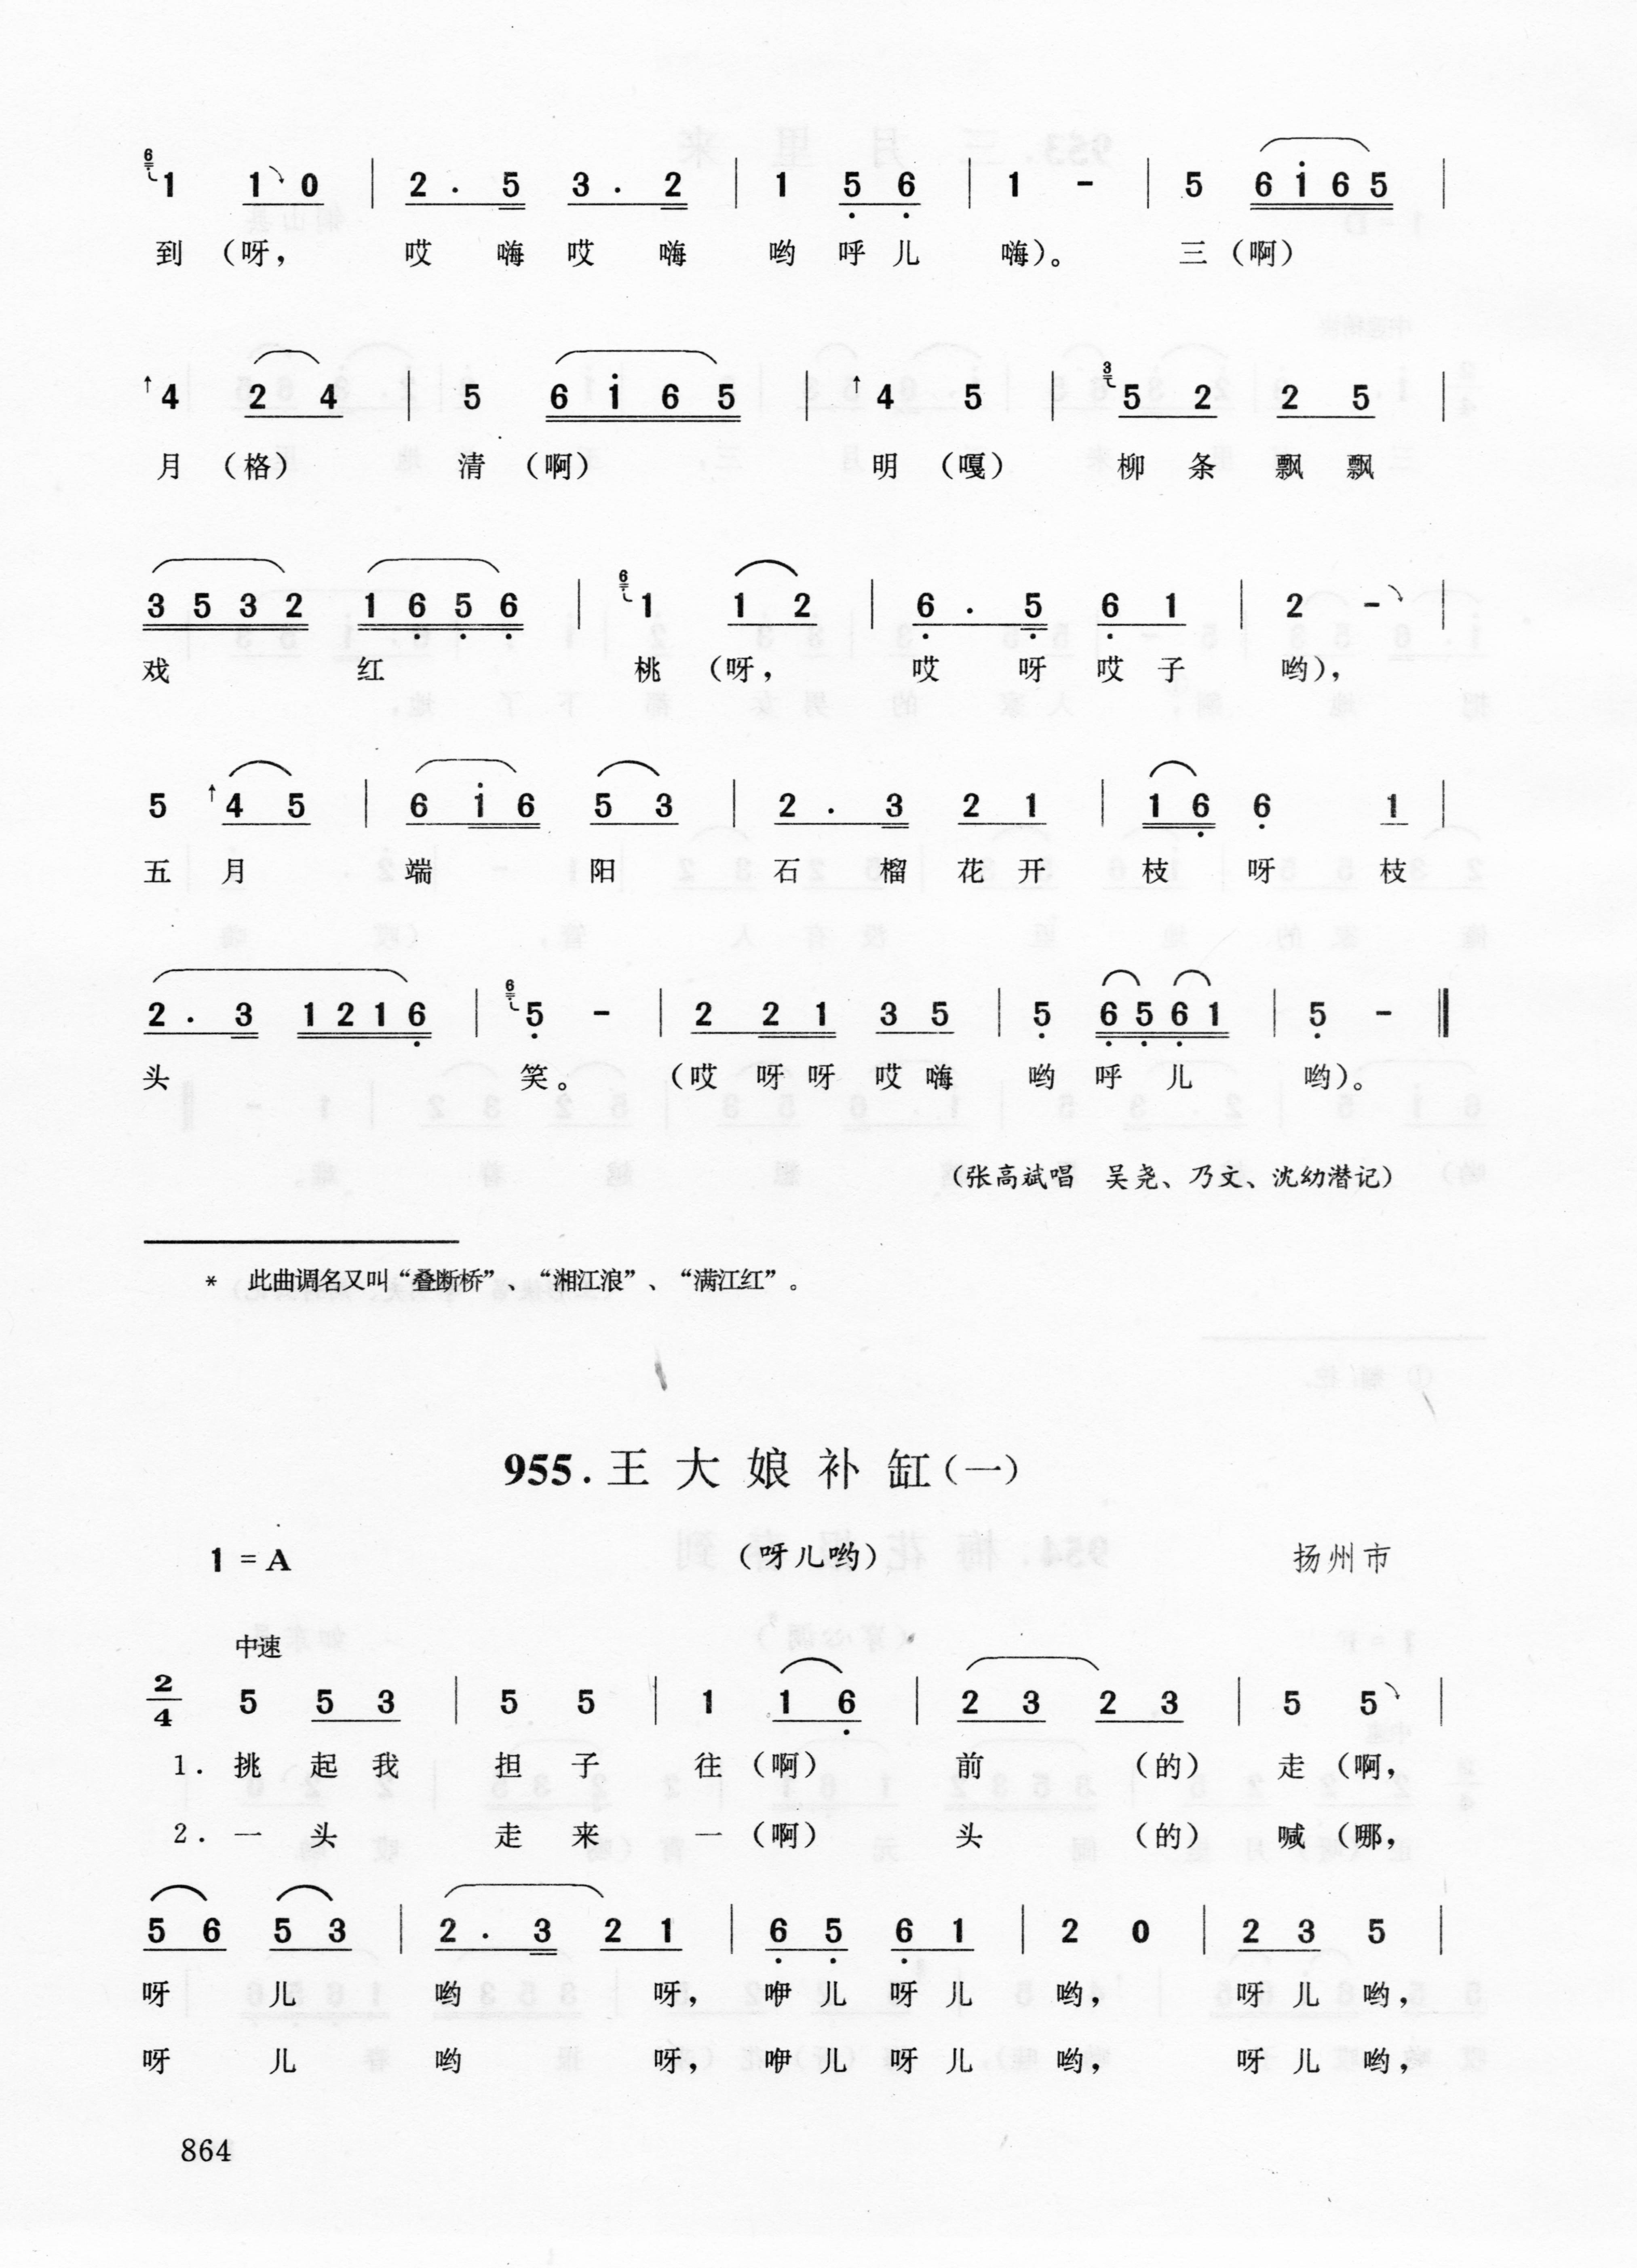 6 1 1 0 | 2 . 5 3 . 2 | 1 5 6 | 1 - | 5 6 i 6 5 |
到 （呀， 哎 嗨 哎 嗨 哟 呼 儿 嗨）。 三（啊）
↑4 2 4 | 5 6 i 6 5 | ↑4 5 | 3 5 2 2 5 |
月 （格） 清 （啊） 明 （嘎） 柳 条 飘 飘
3 5 3 2 1 6 5 6 | 6 1 1 2 | 6 . 5 6 1 | 2 - |
戏 红 桃 （呀， 哎 呀 哎 子 哟），
5 ↑4 5 | 6 i 6 5 3 | 2 . 3 2 1 | 1 6 6 1 |
五 月 端 阳 石 榴 花 开 枝 呀 枝
2 . 3 1 2 1 6 | 6 5 - | 2 2 1 3 5 | 5 6 5 6 1 | 5 - ‖
头 笑。 （哎 呀 呀 哎 嗨 哟 呼 儿 哟）。
（张高斌唱 吴尧、乃文、沈幼潜记）
* 此曲调名又叫“叠断桥”、“湘江浪”、“满江红”。
955. 王 大 娘 补 缸（一）
1 = A （呀儿哟） 扬州市
中速
2/4 5 5 3 | 5 5 | 1 1 6 | 2 3 2 3 | 5 5 |
1. 挑 起 我 担 子 往 （啊） 前 （的） 走 （啊，
2. 一 头 走 来 一 （啊） 头 （的） 喊 （哪，
5 6 5 3 | 2 . 3 2 1 | 6 5 6 1 | 2 0 | 2 3 5 |
呀 儿 哟 呀， 咿 儿 呀 儿 哟， 呀 儿 哟，
呀 儿 哟 呀， 咿 儿 呀 儿 哟， 呀 儿 哟，
864